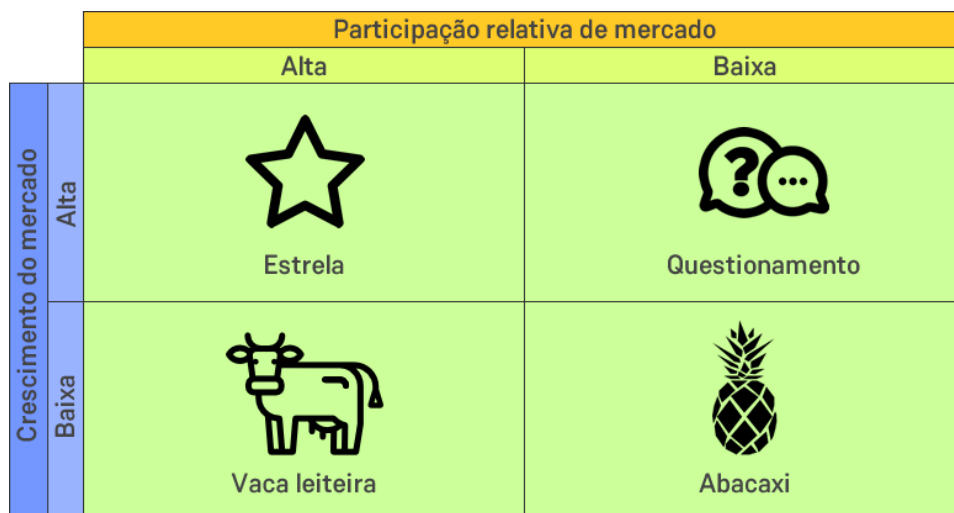 Participação relativa de mercado
Alta
Baixa
Crescimento do mercado
Alta
?
...
Estrela
Questionamento
Baixa
Vaca leiteira
Abacaxi